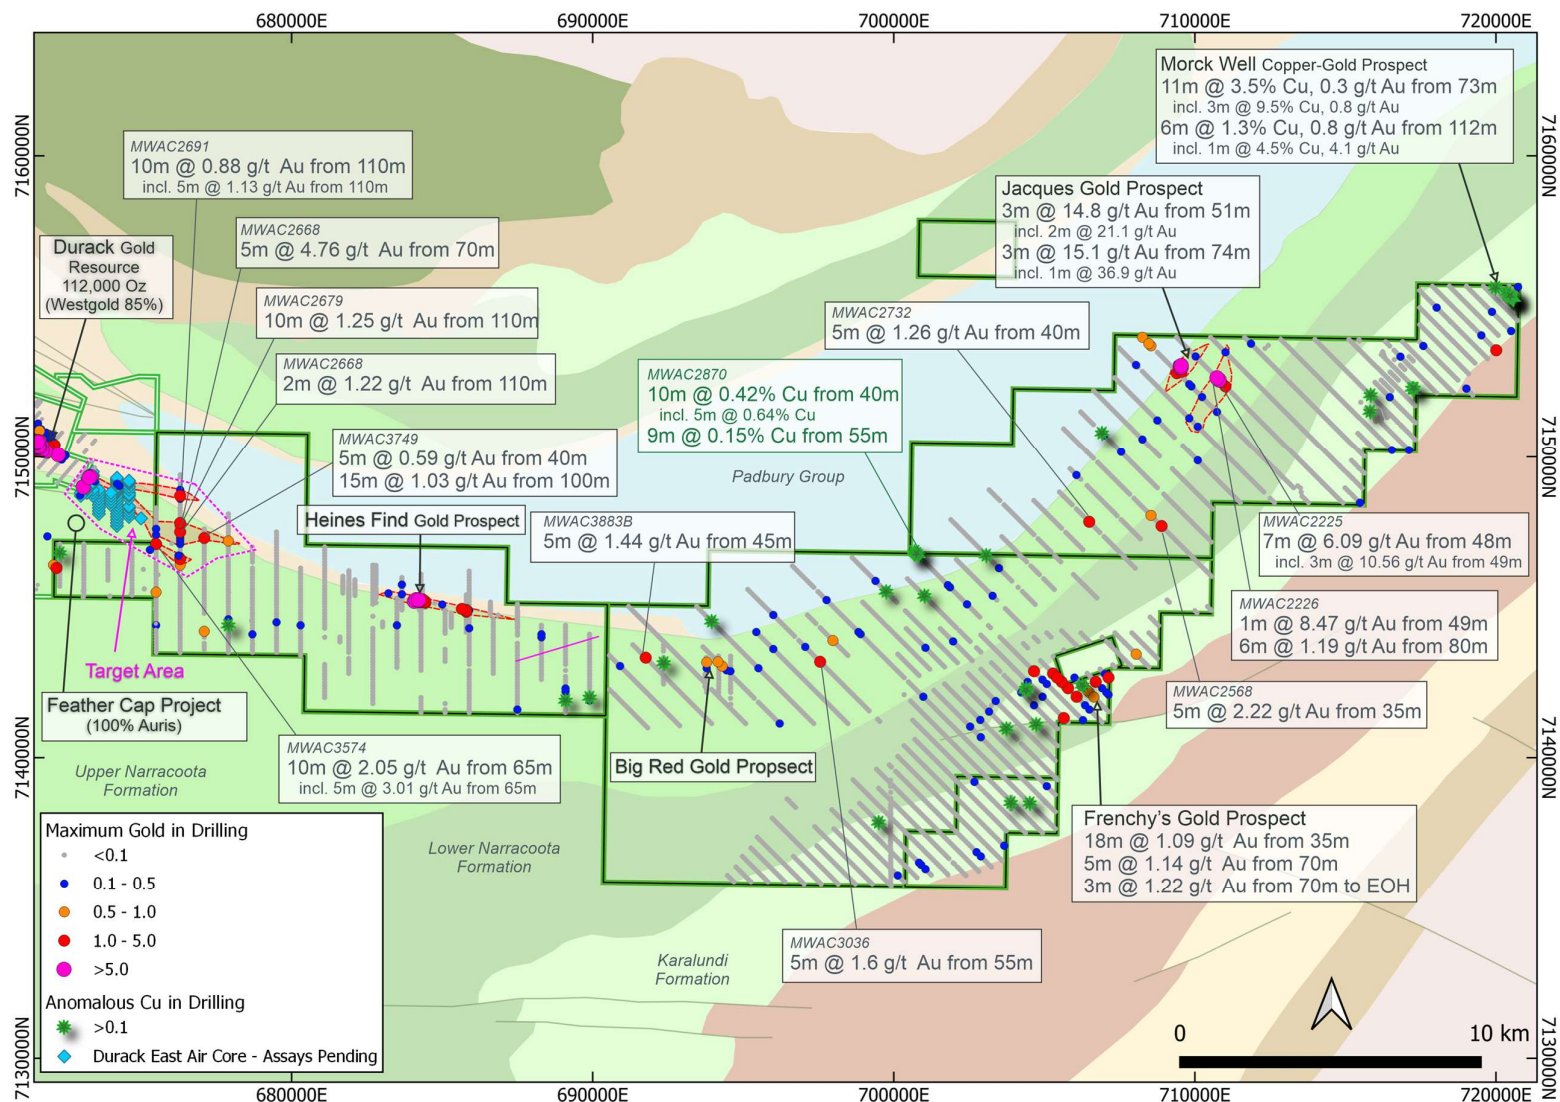 680000E
690000E
700000E
710000E
720000E
7160000N
7150000N
7140000N
7130000N
7160000N
7150000N
7140000N
7130000N
Morck Well Copper-Gold Prospect
11m @ 3.5% Cu, 0.3 g/t Au from 73m
incl. 3m @ 9.5% Cu, 0.8 g/t Au
6m @ 1.3% Cu, 0.8 g/t Au from 112m
incl. 1m @ 4.5% Cu, 4.1 g/t Au
MWAC2691
10m @ 0.88 g/t Au from 110m
incl. 5m @ 1.13 g/t Au from 110m
Jacques Gold Prospect
3m @ 14.8 g/t Au from 51m
incl. 2m @ 21.1 g/t Au
3m @ 15.1 g/t Au from 74m
incl. 1m @ 36.9 g/t Au
MWAC2668
5m @ 4.76 g/t Au from 70m
Durack Gold
Resource
112,000 Oz
(Westgold 85%)
MWAC2679
10m @ 1.25 g/t Au from 110m
MWAC2732
5m @ 1.26 g/t Au from 40m
MWAC2668
2m @ 1.22 g/t Au from 110m
MWAC2870
10m @ 0.42% Cu from 40m
incl. 5m @ 0.64% Cu
9m @ 0.15% Cu from 55m
MWAC3749
5m @ 0.59 g/t Au from 40m
15m @ 1.03 g/t Au from 100m
Padbury Group
Heines Find Gold Prospect
MWAC3883B
5m @ 1.44 g/t Au from 45m
MWAC2225
7m @ 6.09 g/t Au from 48m
incl. 3m @ 10.56 g/t Au from 49m
MWAC2226
1m @ 8.47 g/t Au from 49m
6m @ 1.19 g/t Au from 80m
Target Area
MWAC2568
5m @ 2.22 g/t Au from 35m
Feather Cap Project
(100% Auris)
MWAC3574
10m @ 2.05 g/t Au from 65m
incl. 5m @ 3.01 g/t Au from 65m
Big Red Gold Propsect
Upper Narracoota
Formation
Lower Narracoota
Formation
Frenchy's Gold Prospect
18m @ 1.09 g/t Au from 35m
5m @ 1.14 g/t Au from 70m
3m @ 1.22 g/t Au from 70m to EOH
MWAC3036
5m @ 1.6 g/t Au from 55m
Karalundi
Formation
Maximum Gold in Drilling
<0.1
0.1 - 0.5
0.5 - 1.0
1.0 - 5.0
>5.0
Anomalous Cu in Drilling
>0.1
Durack East Air Core - Assays Pending
0
10 km
680000E
690000E
700000E
710000E
720000E